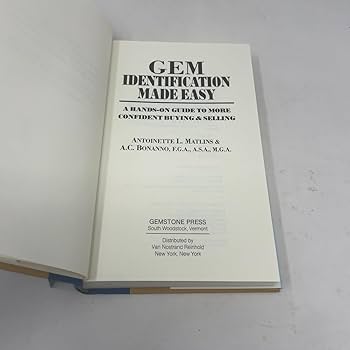 GEM
IDENTIFICATION
MADE EASY
A HANDS-ON GUIDE TO MORE
CONFIDENT BUYING & SELLING
ANTOINETTE L. MATLINS &
A.C. BONANNO, F.G.A., A.S.A., M.G.A.
GEMSTONE PRESS
South Woodstock, Vermont
Distributed by
Van Nostrand Reinhold
New York, New York